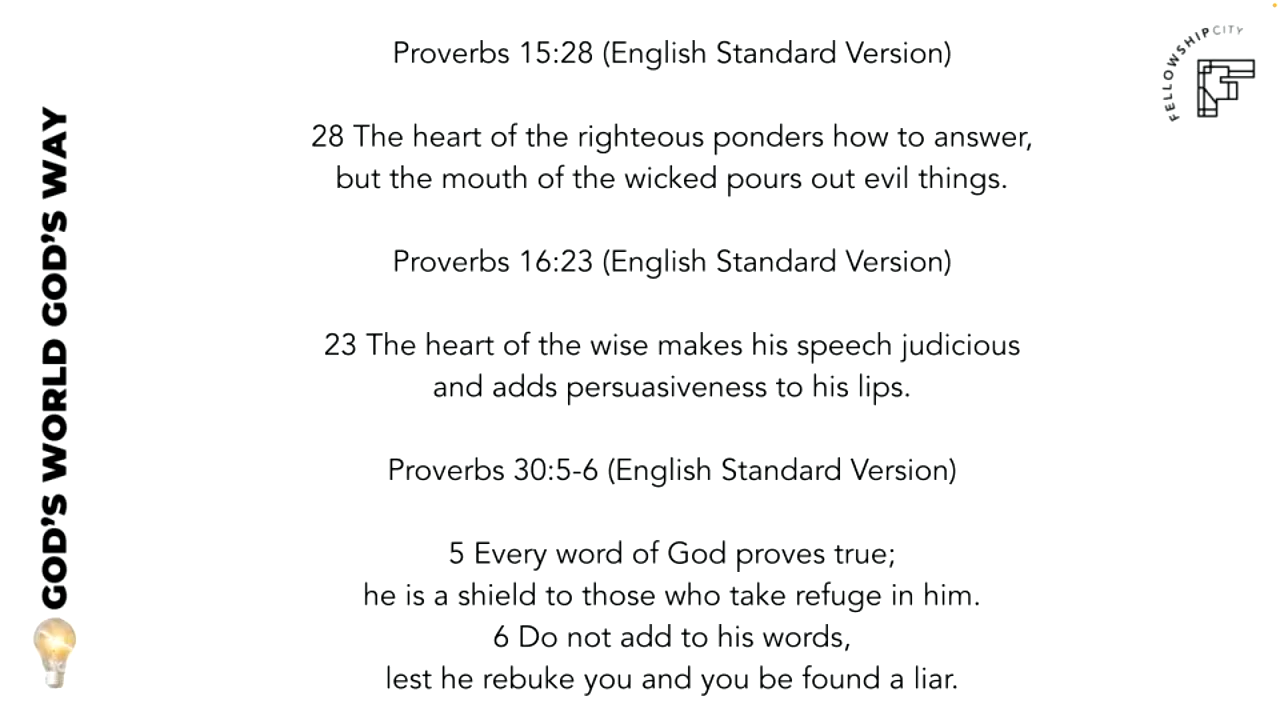 GOD'S WORLD GOD'S WAY
FELLOWSHIPCITY
Proverbs 15:28 (English Standard Version)
28 The heart of the righteous ponders how to answer,
but the mouth of the wicked pours out evil things.
Proverbs 16:23 (English Standard Version)
23 The heart of the wise makes his speech judicious
and adds persuasiveness to his lips.
Proverbs 30:5-6 (English Standard Version)
5 Every word of God proves true;
he is a shield to those who take refuge in him.
6 Do not add to his words,
lest he rebuke you and you be found a liar.